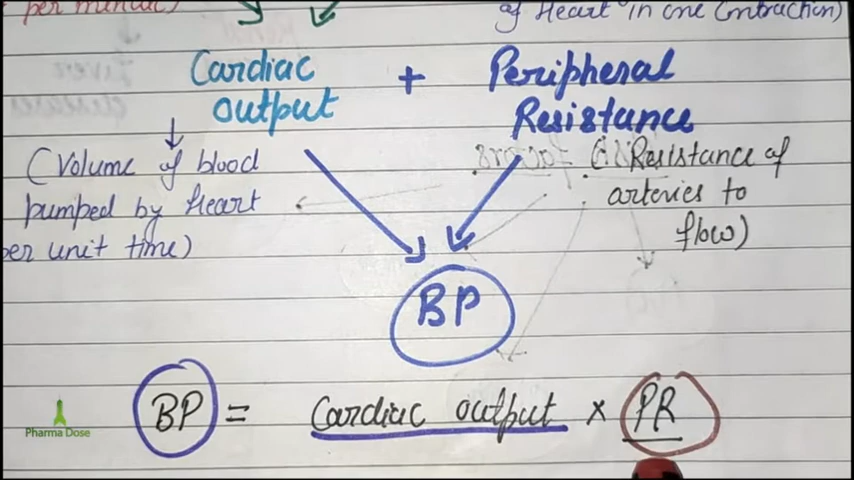 per minute)
of Heart in one Contraction)
Cardiac + Peripheral
output Resistance
(Volume of blood
pumped by Heart
per unit time)
(Resistance of
arteries to
flow)
BP
BP = Cardiac output × PR
Pharma Dose